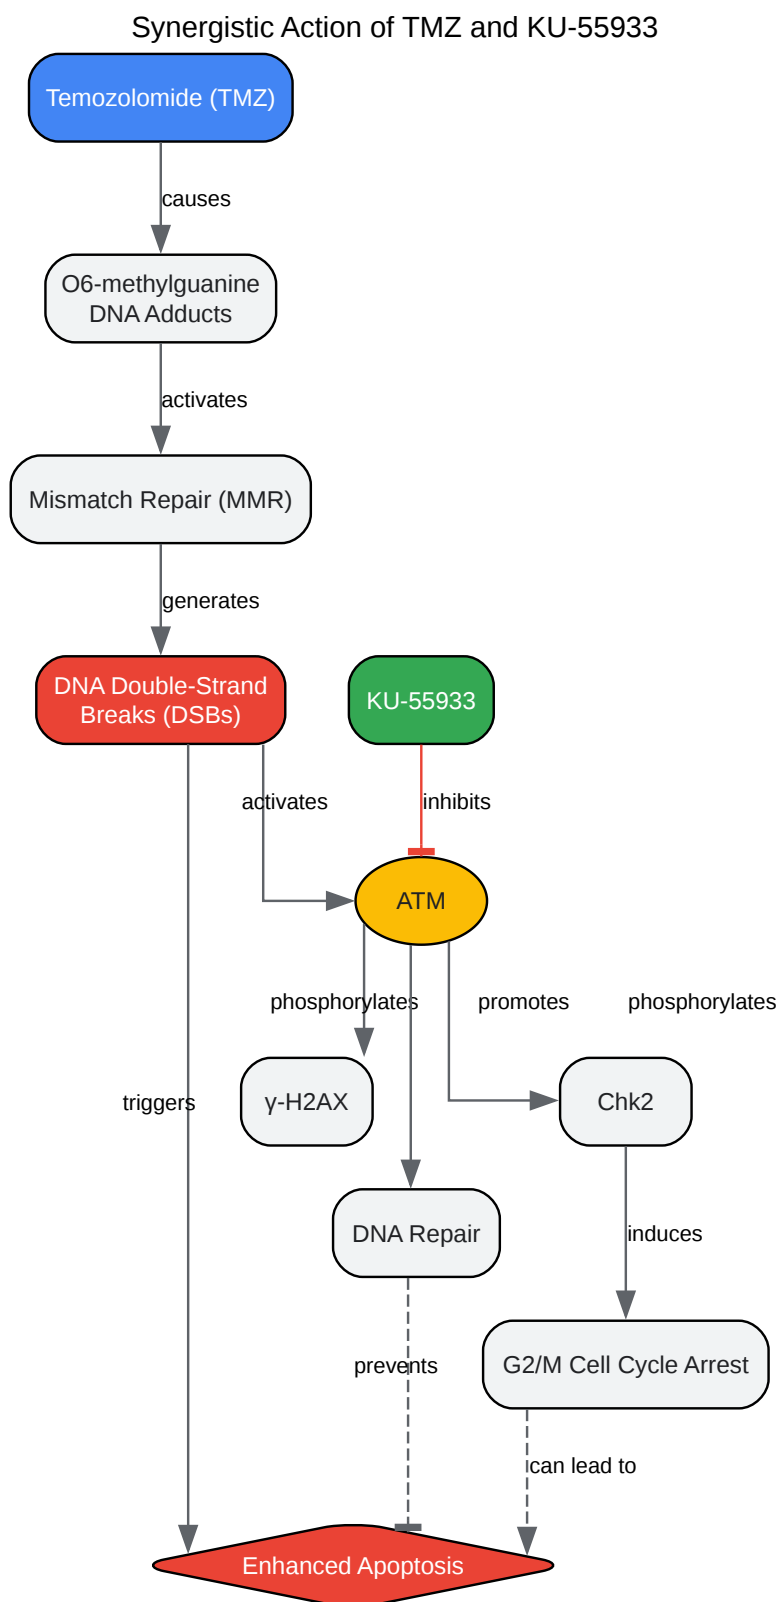 Synergistic Action of TMZ and KU-55933
Temozolomide (TMZ)
causes
O6-methylguanine
DNA Adducts
activates
Mismatch Repair (MMR)
generates
DNA Double-Strand
Breaks (DSBs)
KU-55933
activates
inhibits
ATM
phosphorylates
promotes
phosphorylates
triggers
γ-H2AX
Chk2
DNA Repair
induces
prevents
G2/M Cell Cycle Arrest
can lead to
Enhanced Apoptosis